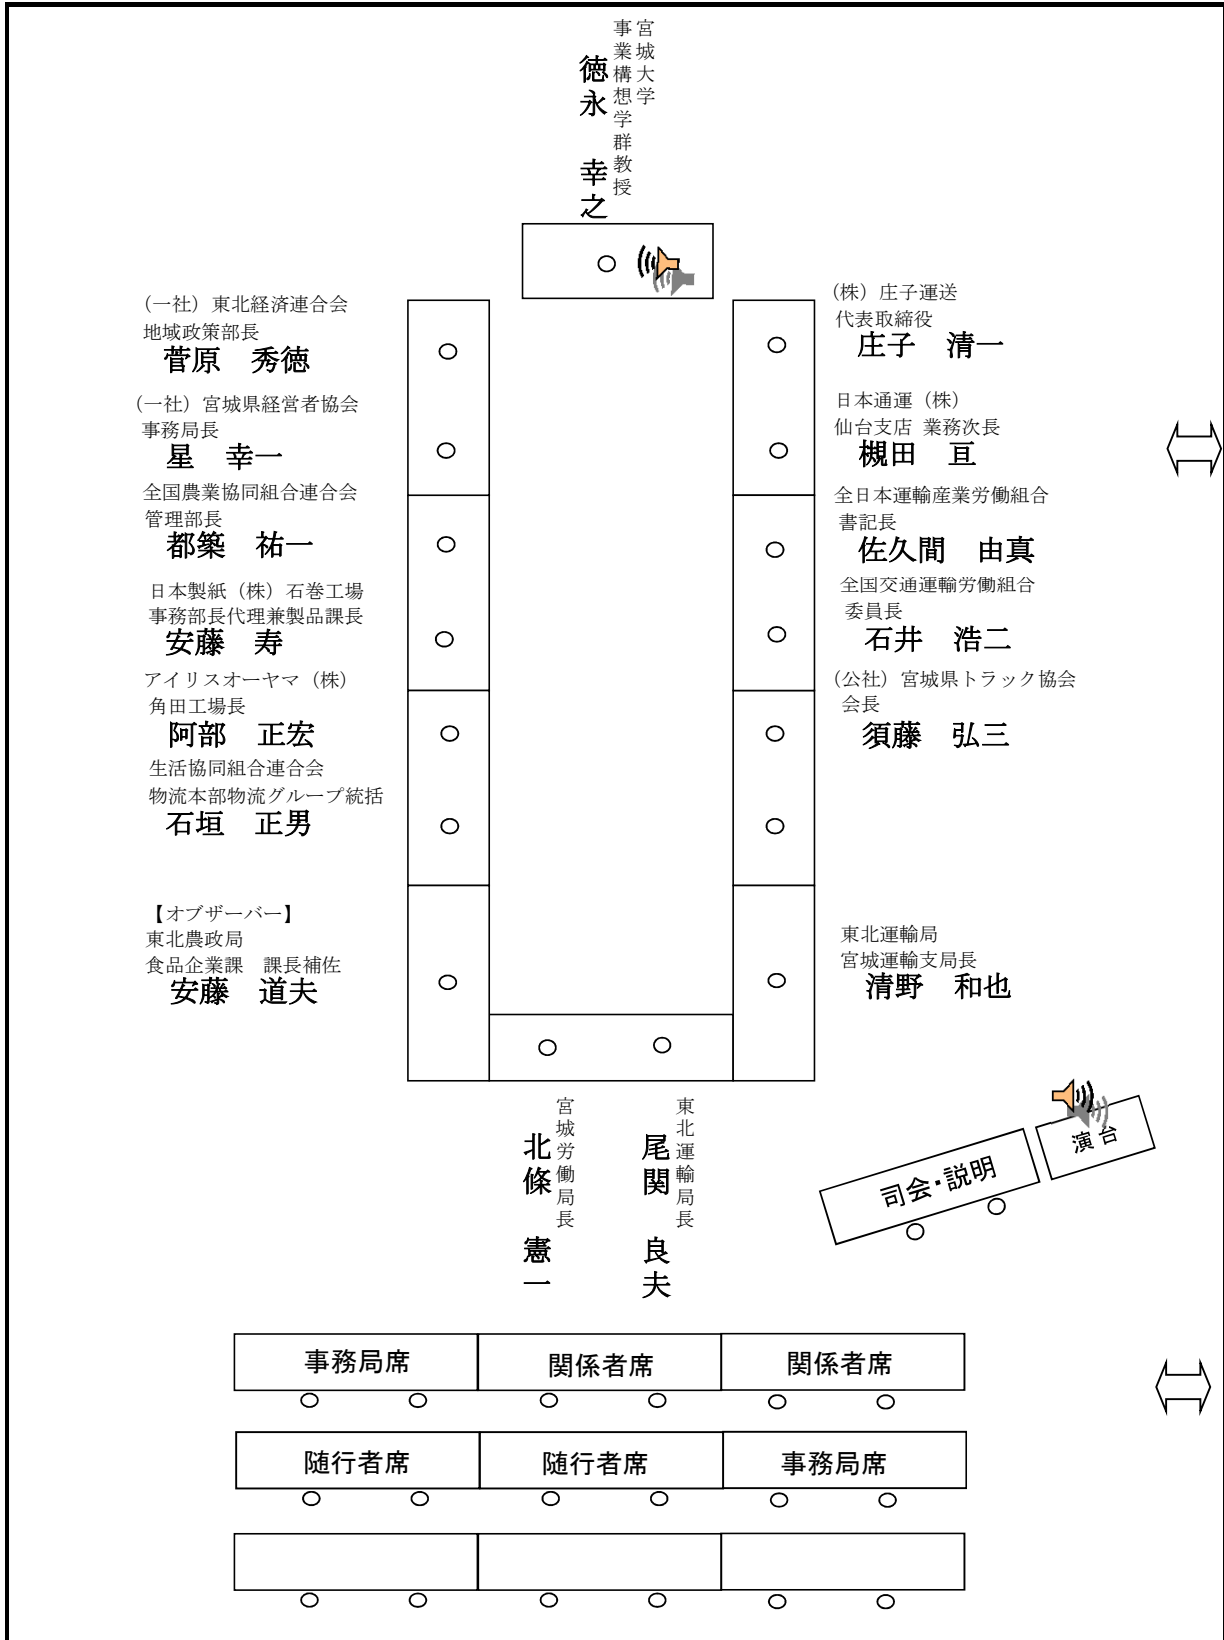 宮城大学
事業構想学群教授
徳永　幸之
(一社) 東北経済連合会
地域政策部長
菅原　秀徳
(一社) 宮城県経営者協会
事務局長
星　幸一
全国農業協同組合連合会
管理部長
都築　祐一
日本製紙 (株) 石巻工場
事務部長代理兼製品課長
安藤　寿
アイリスオーヤマ (株)
角田工場長
阿部　正宏
生活協同組合連合会
物流本部物流グループ統括
石垣　正男
【オブザーバー】
東北農政局
食品企業課　課長補佐
安藤　道夫
(株) 庄子運送
代表取締役
庄子　清一
日本通運 (株)
仙台支店 業務次長
槻田　亘
全日本運輸産業労働組合
書記長
佐久間　由真
全国交通運輸労働組合
委員長
石井　浩二
(公社) 宮城県トラック協会
会長
須藤　弘三
東北運輸局
宮城運輸支局長
清野　和也
東北運輸局長
尾関　良夫
宮城労働局長
北條　憲一
演台
司会・説明
事務局席　関係者席　関係者席
随行者席　随行者席　事務局席